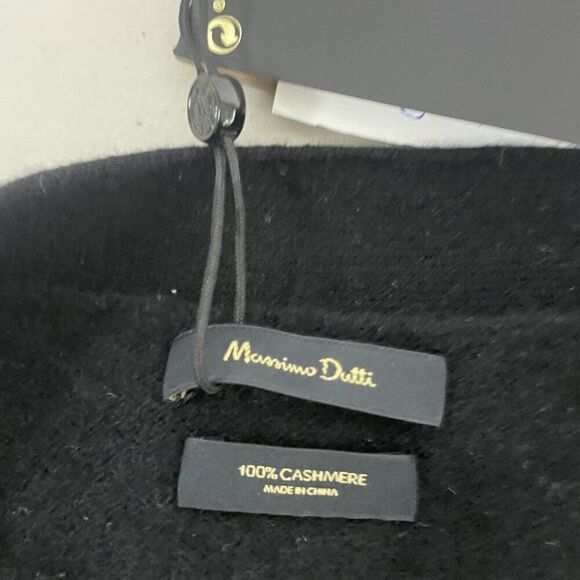 Massimo Dutti
100% CASHMERE
MADE IN CHINA